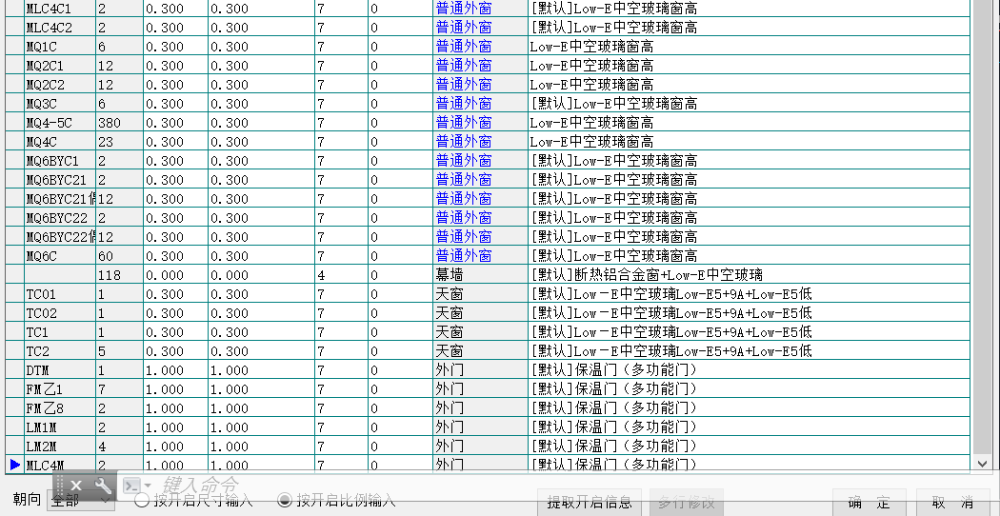 MLC4C1 2 0.300 0.300 7 0 普通外窗 [默认]Low-E中空玻璃窗高
MLC4C2 2 0.300 0.300 7 0 普通外窗 [默认]Low-E中空玻璃窗高
MQ1C 6 0.300 0.300 7 0 普通外窗 Low-E中空玻璃窗高
MQ2C1 12 0.300 0.300 7 0 普通外窗 Low-E中空玻璃窗高
MQ2C2 12 0.300 0.300 7 0 普通外窗 Low-E中空玻璃窗高
MQ3C 6 0.300 0.300 7 0 普通外窗 [默认]Low-E中空玻璃窗高
MQ4-5C 380 0.300 0.300 7 0 普通外窗 Low-E中空玻璃窗高
MQ4C 23 0.300 0.300 7 0 普通外窗 Low-E中空玻璃窗高
MQ6BYC1 2 0.300 0.300 7 0 普通外窗 [默认]Low-E中空玻璃窗高
MQ6BYC21 2 0.300 0.300 7 0 普通外窗 [默认]Low-E中空玻璃窗高
MQ6BYC21 12 0.300 0.300 7 0 普通外窗 [默认]Low-E中空玻璃窗高
MQ6BYC22 2 0.300 0.300 7 0 普通外窗 [默认]Low-E中空玻璃窗高
MQ6BYC22 12 0.300 0.300 7 0 普通外窗 [默认]Low-E中空玻璃窗高
MQ6C 60 0.300 0.300 7 0 普通外窗 [默认]Low-E中空玻璃窗高
118 0.000 0.000 4 0 幕墙 [默认]断热铝合金窗+Low-E中空玻璃
TC01 1 0.300 0.300 7 0 天窗 [默认]Low－E中空玻璃Low-E5+9A+Low-E5低
TC02 1 0.300 0.300 7 0 天窗 [默认]Low－E中空玻璃Low-E5+9A+Low-E5低
TC1 1 0.300 0.300 7 0 天窗 [默认]Low－E中空玻璃Low-E5+9A+Low-E5低
TC2 5 0.300 0.300 7 0 天窗 [默认]Low－E中空玻璃Low-E5+9A+Low-E5低
DTM 1 1.000 1.000 7 0 外门 [默认]保温门（多功能门）
FM乙1 7 1.000 1.000 7 0 外门 [默认]保温门（多功能门）
FM乙8 2 1.000 1.000 7 0 外门 [默认]保温门（多功能门）
LM1M 2 1.000 1.000 7 0 外门 [默认]保温门（多功能门）
LM2M 4 1.000 1.000 7 0 外门 [默认]保温门（多功能门）
MLC4M 2 1.000 1.000 7 0 外门 [默认]保温门（多功能门）
键入命令
朝向 全部 按开启尺寸输入 按开启比例输入 提取开启信息 多行修改 确 定 取 消